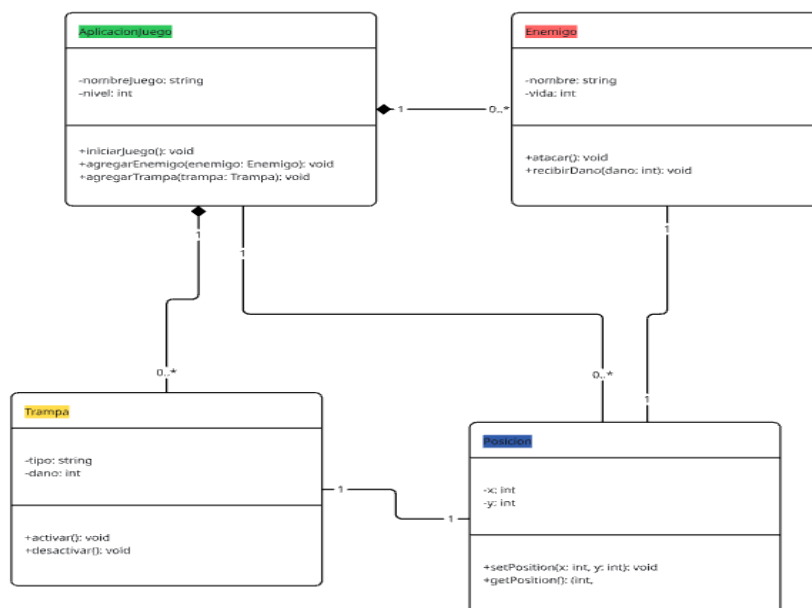 AplicacionJuego
-nombreJuego: string
-nivel: int
+iniciarJuego(): void
+agregarEnemigo(enemigo: Enemigo): void
+agregarTrampa(trampa: Trampa): void
Enemigo
-nombre: string
-vida: int
+atacar(): void
+recibirDano(dano: int): void
1
0..*
1
1
1
0..*
0..*
1
Trampa
-tipo: string
-dano: int
+activar(): void
+desactivar(): void
1
1
Posicion
-x: int
-y: int
+setPosition(x: int, y: int): void
+getPosition(): (int,